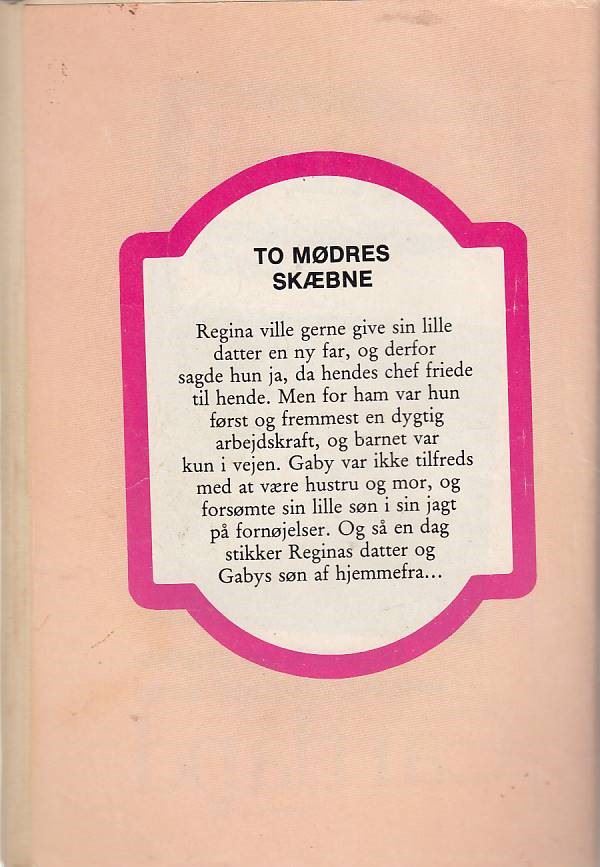 TO MØDRES
SKÆBNE
Regina ville gerne give sin lille
datter en ny far, og derfor
sagde hun ja, da hendes chef friede
til hende. Men for ham var hun
først og fremmest en dygtig
arbejdskraft, og barnet var
kun i vejen. Gaby var ikke tilfreds
med at være hustru og mor, og
forsømte sin lille søn i sin jagt
på fornøjelser. Og så en dag
stikker Reginas datter og
Gabys søn af hjemmefra...